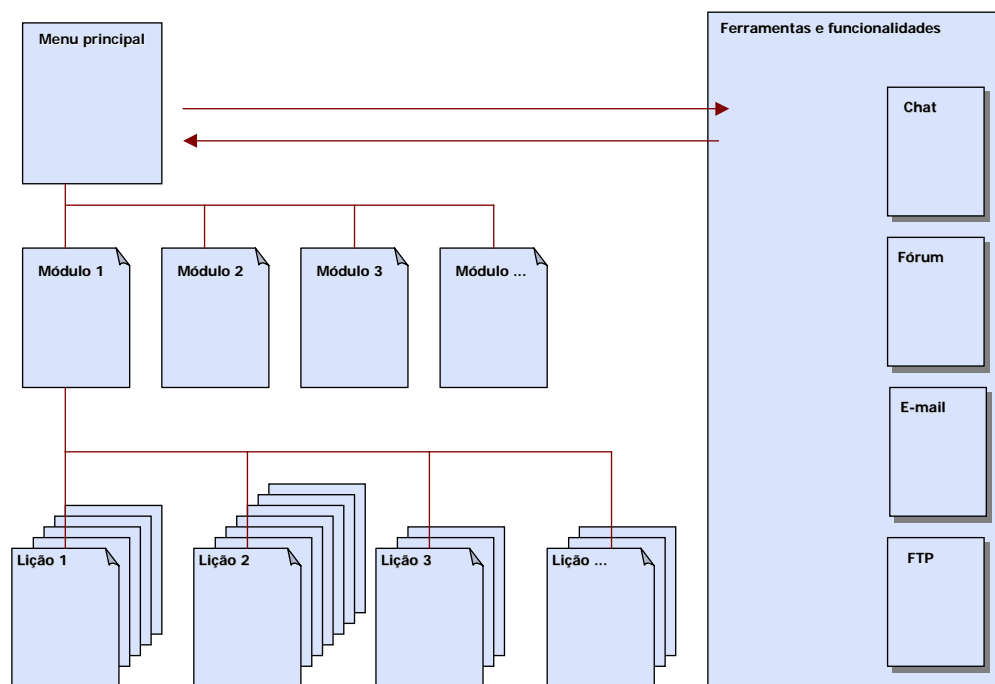 Menu principal
Ferramentas e funcionalidades
Chat
Fórum
E-mail
FTP
Módulo 1
Módulo 2
Módulo 3
Módulo ...
Lição 1
Lição 2
Lição 3
Lição ...